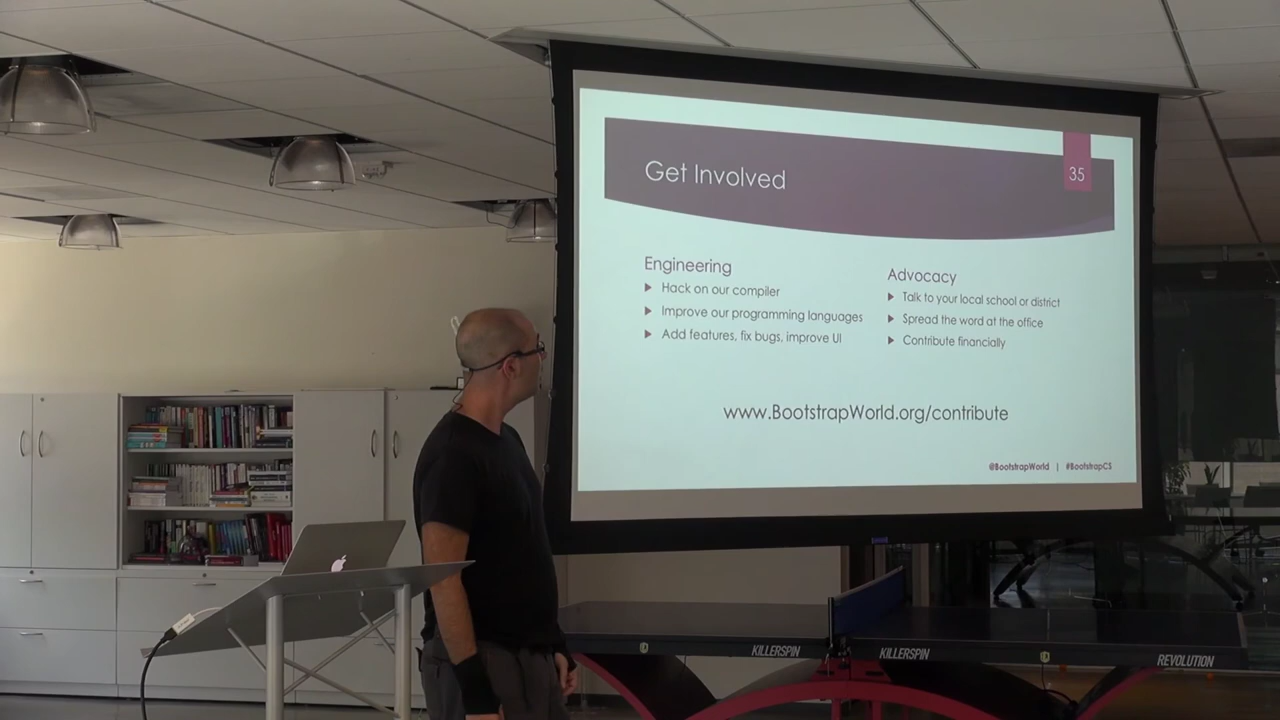 Get Involved
35
Engineering
Hack on our compiler
Improve our programming languages
Add features, fix bugs, improve UI
Advocacy
Talk to your local school or district
Spread the word at the office
Contribute financially
www.BootstrapWorld.org/contribute
@BootstrapWorld | #BootstrapCS
KILLERSPIN
KILLERSPIN
REVOLUTION